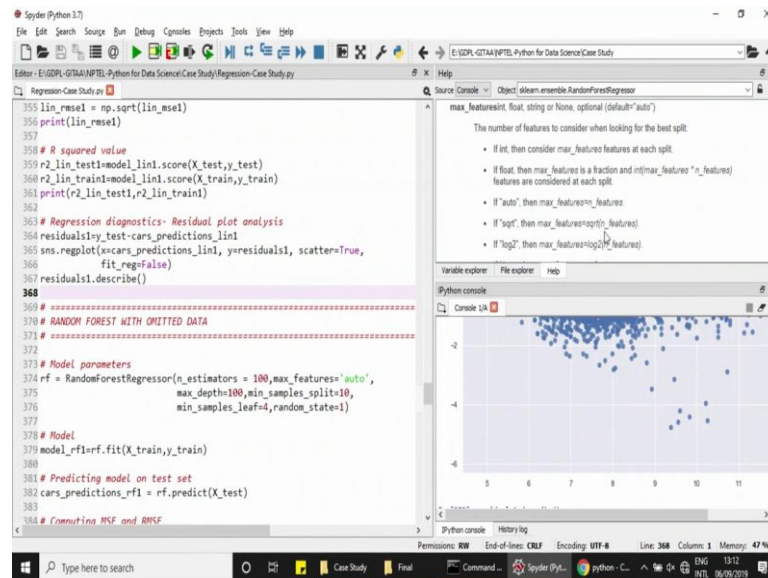 Spyder (Python 3.7)
File Edit Search Source Run Debug Consoles Projects Tools View Help
E:\GDPL-GITAA\NPTEL-Python for Data Science\Case Study
Editor - E:\GDPL-GITAA\NPTEL-Python for Data Science\Case Study\Regression-Case Study.py
Regression-Case Study.py
355 lin_rmse1 = np.sqrt(lin_mse1)
356 print(lin_rmse1)
357
358 # R squared value
359 r2_lin_test1=model_lin1.score(X_test,y_test)
360 r2_lin_train1=model_lin1.score(X_train,y_train)
361 print(r2_lin_test1,r2_lin_train1)
362
363 # Regression diagnostics- Residual plot analysis
364 residuals1=y_test-cars_predictions_lin1
365 sns.regplot(x=cars_predictions_lin1, y=residuals1, scatter=True,
366 fit_reg=False)
367 residuals1.describe()
368
369 # =============================================================
370 # RANDOM FOREST WITH OMITTED DATA
371 # =============================================================
372
373 # Model parameters
374 rf = RandomForestRegressor(n_estimators = 100,max_features='auto',
375 max_depth=100,min_samples_split=10,
376 min_samples_leaf=4,random_state=1)
377
378 # Model
379 model_rf1=rf.fit(X_train,y_train)
380
381 # Predicting model on test set
382 cars_predictions_rf1 = rf.predict(X_test)
383
384 # Computing MSE and RMSE
Help
Source Console Object sklearn.ensemble.RandomForestRegressor
max_featuresint, float, string or None, optional (default="auto")
The number of features to consider when looking for the best split:
• If int, then consider max_features features at each split.
• If float, then max_features is a fraction and int(max_features * n_features)
features are considered at each split.
• If "auto", then max_features=n_features.
• If "sqrt", then max_features=sqrt(n_features).
• If "log2", then max_features=log2(n_features).
Variable explorer File explorer Help
IPython console
Console 1/A
-2
-4
-6
5 6 7 8 9 10 11
IPython console History log
Permissions: RW End-of-lines: CRLF Encoding: UTF-8 Line: 368 Column: 1 Memory: 47 %
Type here to search
Case Study
Final
Command ...
Spyder (Pyt...
python - C...
ENG
INTL
13:12
06/09/2019